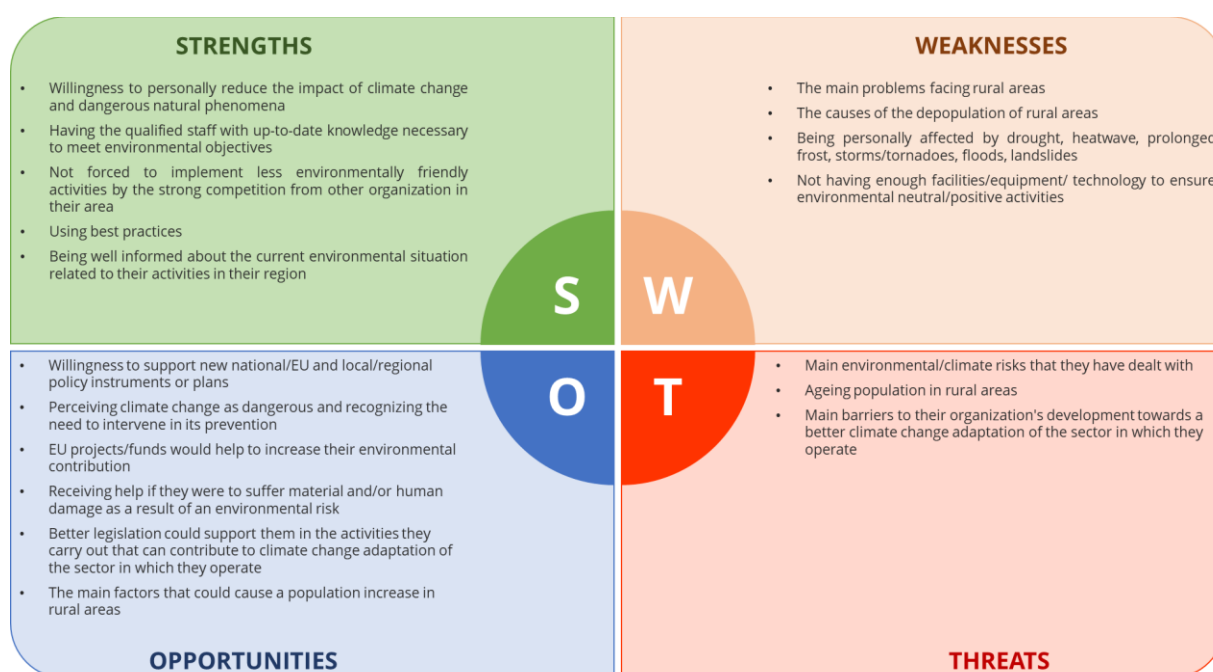 STRENGTHS
• Willingness to personally reduce the impact of climate change
and dangerous natural phenomena
• Having the qualified staff with up-to-date knowledge necessary
to meet environmental objectives
• Not forced to implement less environmentally friendly
activities by the strong competition from other organization in
their area
• Using best practices
• Being well informed about the current environmental situation
related to their activities in their region
S
WEAKNESSES
• The main problems facing rural areas
• The causes of the depopulation of rural areas
• Being personally affected by drought, heatwave, prolonged
frost, storms/tornadoes, floods, landslides
• Not having enough facilities/equipment/ technology to ensure
environmental neutral/positive activities
W
• Willingness to support new national/EU and local/regional
policy instruments or plans
• Perceiving climate change as dangerous and recognizing the
need to intervene in its prevention
• EU projects/funds would help to increase their environmental
contribution
• Receiving help if they were to suffer material and/or human
damage as a result of an environmental risk
• Better legislation could support them in the activities they
carry out that can contribute to climate change adaptation of
the sector in which they operate
• The main factors that could cause a population increase in
rural areas
O
OPPORTUNITIES
• Main environmental/climate risks that they have dealt with
• Ageing population in rural areas
• Main barriers to their organization's development towards a
better climate change adaptation of the sector in which they
operate
T
THREATS